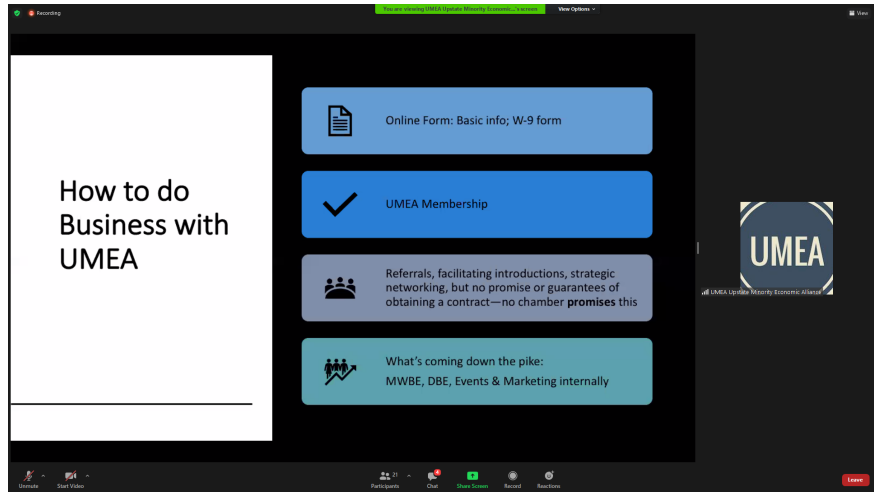 Recording
You are viewing UMEA Upstate Minority Economic...'s screen
View Options
View
How to do
Business with
UMEA
Online Form: Basic info; W-9 form
UMEA Membership
Referrals, facilitating introductions, strategic
networking, but no promise or guarantees of
obtaining a contract—no chamber promises this
What's coming down the pike:
MWBE, DBE, Events & Marketing internally
UMEA
UMEA Upstate Minority Economic Alliance
Unmute
Start Video
21
Participants
4
Chat
Share Screen
Record
Reactions
Leave